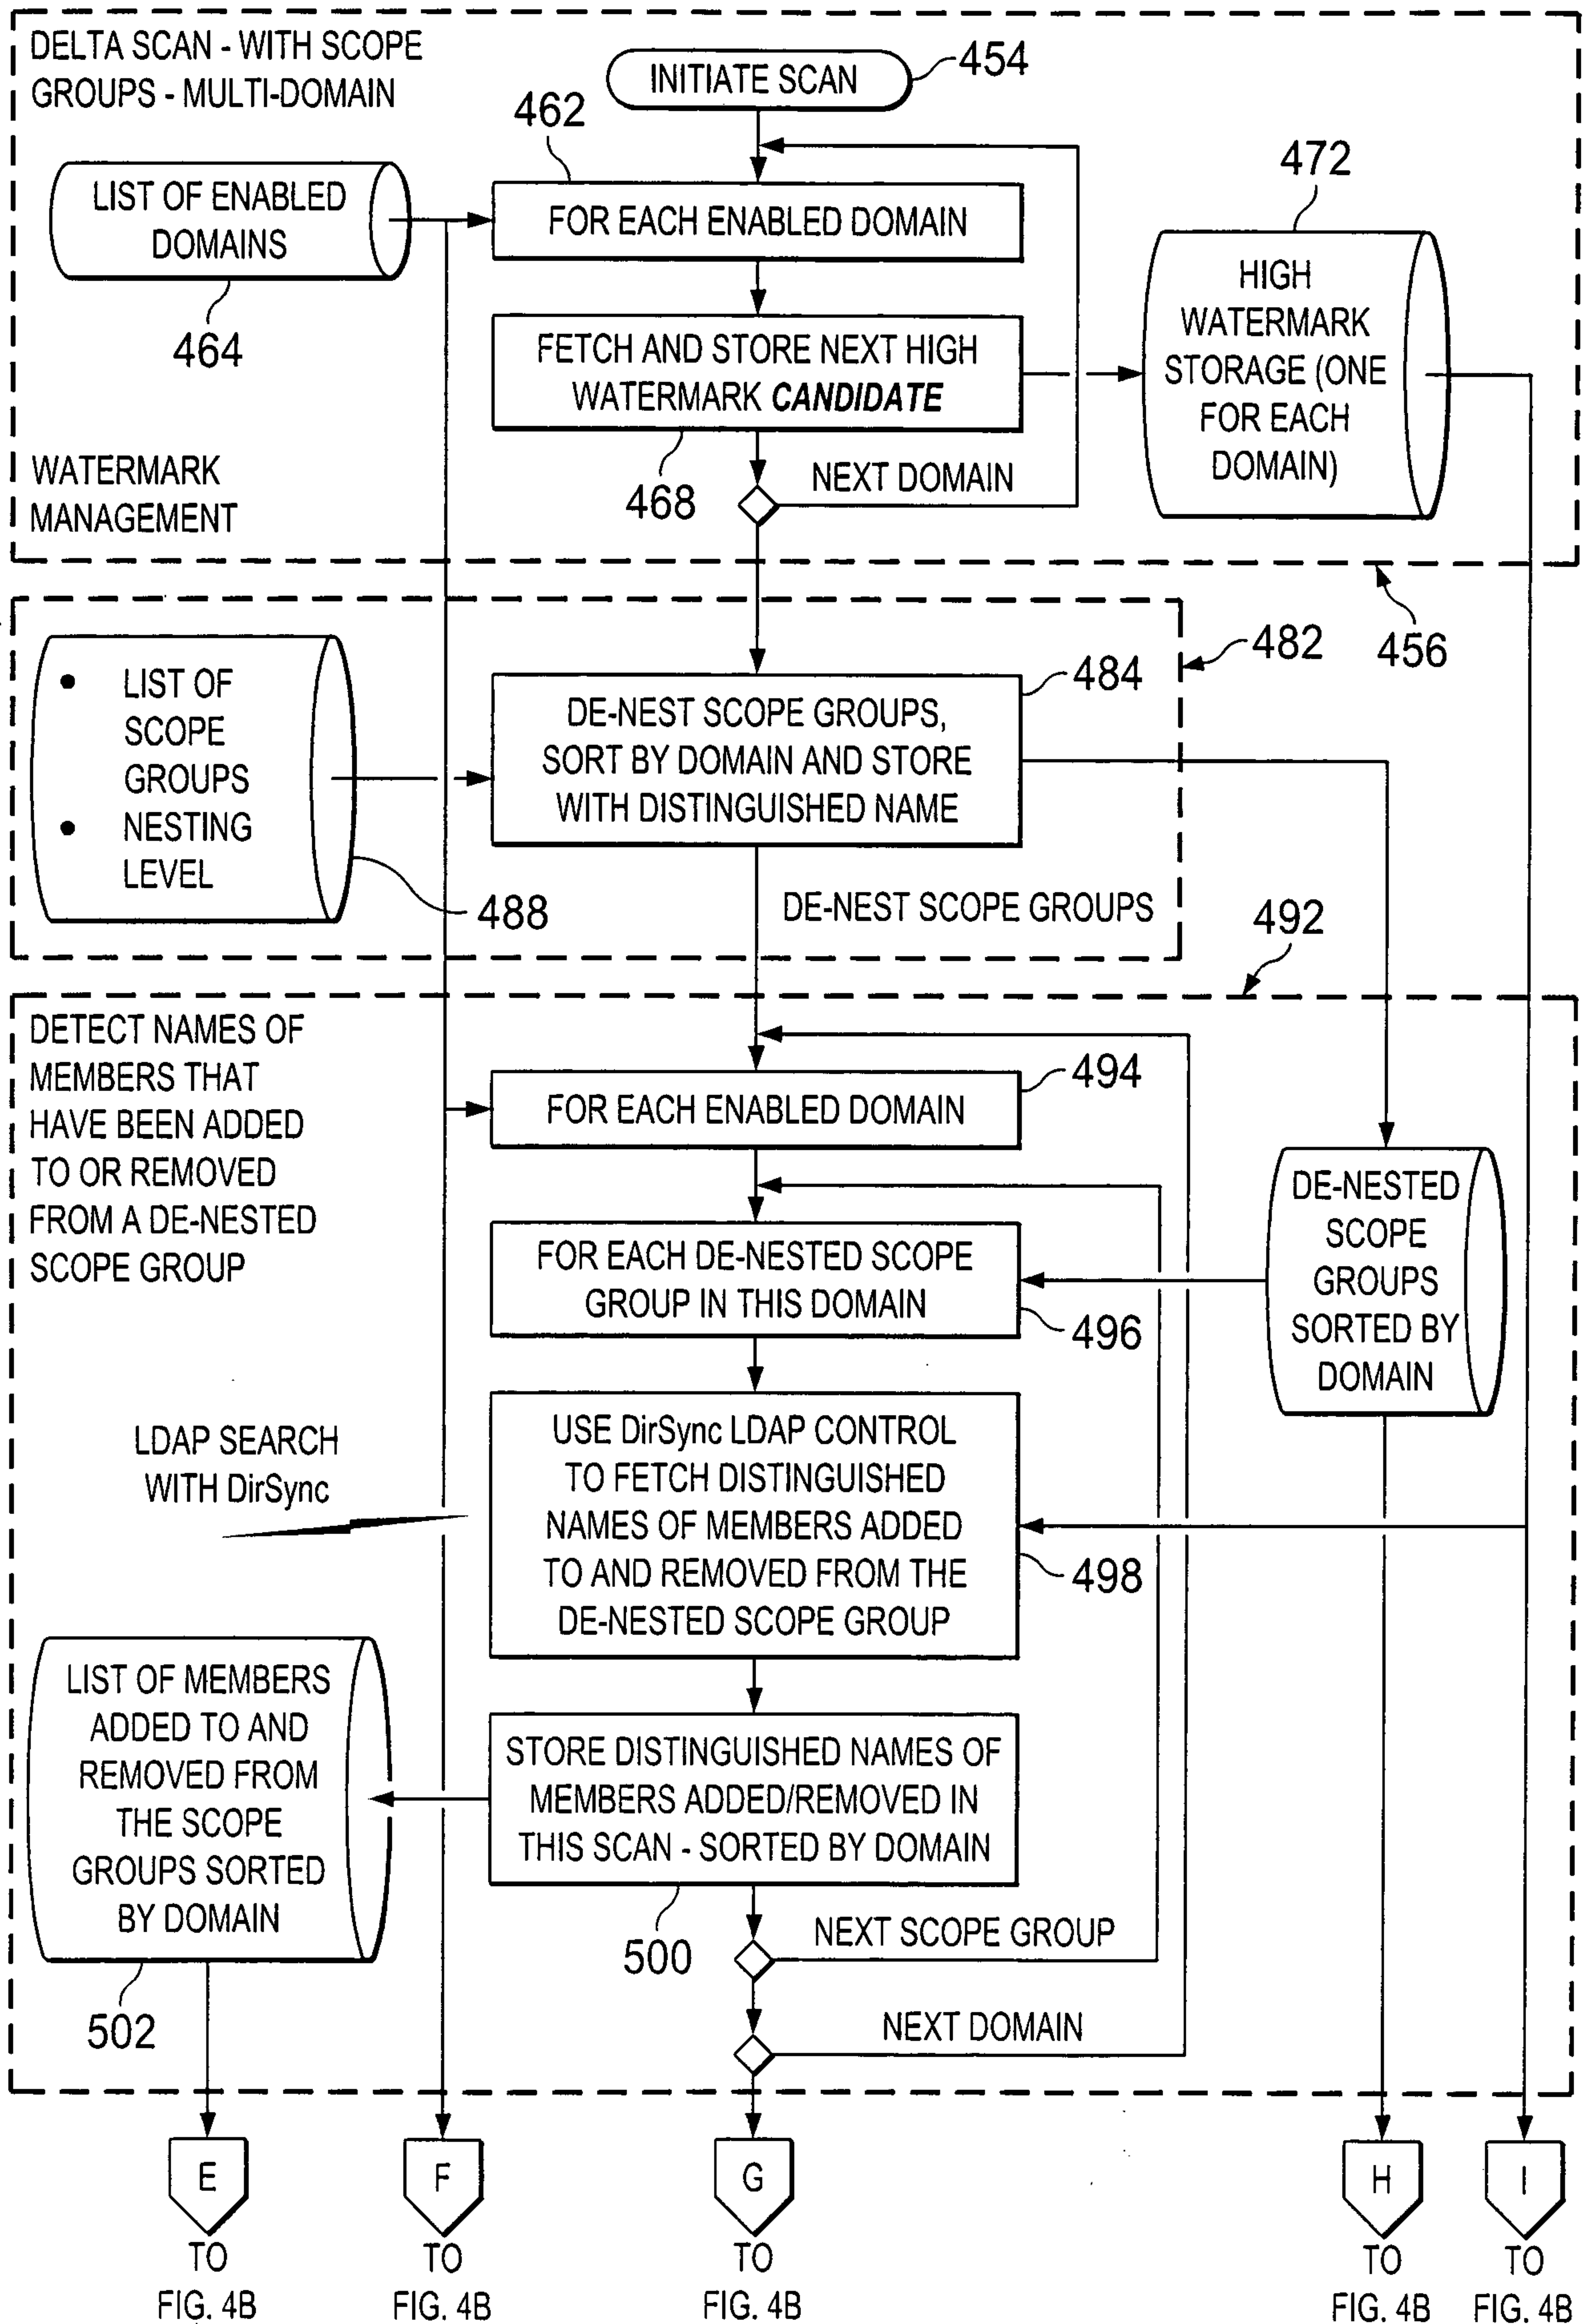 DELTA SCAN - WITH SCOPE
GROUPS - MULTI-DOMAIN
INITIATE SCAN
454
462
472
LIST OF ENABLED
DOMAINS
464
FOR EACH ENABLED DOMAIN
HIGH
WATERMARK
STORAGE (ONE
FOR EACH
DOMAIN)
FETCH AND STORE NEXT HIGH
WATERMARK CANDIDATE
468
NEXT DOMAIN
WATERMARK
MANAGEMENT
456
482
484
• LIST OF
SCOPE
GROUPS
• NESTING
LEVEL
488
DE-NEST SCOPE GROUPS,
SORT BY DOMAIN AND STORE
WITH DISTINGUISHED NAME
DE-NEST SCOPE GROUPS
492
DETECT NAMES OF
MEMBERS THAT
HAVE BEEN ADDED
TO OR REMOVED
FROM A DE-NESTED
SCOPE GROUP
FOR EACH ENABLED DOMAIN
494
FOR EACH DE-NESTED SCOPE
GROUP IN THIS DOMAIN
496
DE-NESTED
SCOPE
GROUPS
SORTED BY
DOMAIN
LDAP SEARCH
WITH DirSync
USE DirSync LDAP CONTROL
TO FETCH DISTINGUISHED
NAMES OF MEMBERS ADDED
TO AND REMOVED FROM THE
DE-NESTED SCOPE GROUP
498
LIST OF MEMBERS
ADDED TO AND
REMOVED FROM
THE SCOPE
GROUPS SORTED
BY DOMAIN
502
STORE DISTINGUISHED NAMES OF
MEMBERS ADDED/REMOVED IN
THIS SCAN - SORTED BY DOMAIN
500
NEXT SCOPE GROUP
NEXT DOMAIN
E
TO
FIG. 4B
F
TO
FIG. 4B
G
TO
FIG. 4B
H
TO
FIG. 4B
I
TO
FIG. 4B